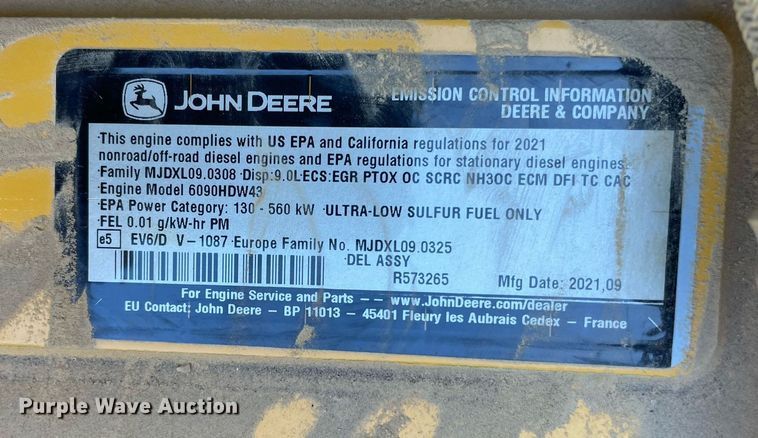 JOHN DEERE
EMISSION CONTROL INFORMATION
DEERE & COMPANY
This engine complies with US EPA and California regulations for 2021
nonroad/off-road diesel engines and EPA regulations for stationary diesel engines.
Family MJDXL09.0308 Disp:9.0L ECS:EGR PTOX OC SCRC NH3OC ECM DFI TC CAC
Engine Model 6090HDW43
EPA Power Category: 130 - 560 kW ULTRA-LOW SULFUR FUEL ONLY
FEL 0.01 g/kW-hr PM
e5 EV6/D V-1087 Europe Family No. MJDXL09.0325
DEL ASSY
R573265 Mfg Date: 2021,09
For Engine Service and Parts -- www.JohnDeere.com/dealer
EU Contact: John Deere - BP 11013 - 45401 Fleury les Aubrais Cedex - France
Purple Wave Auction